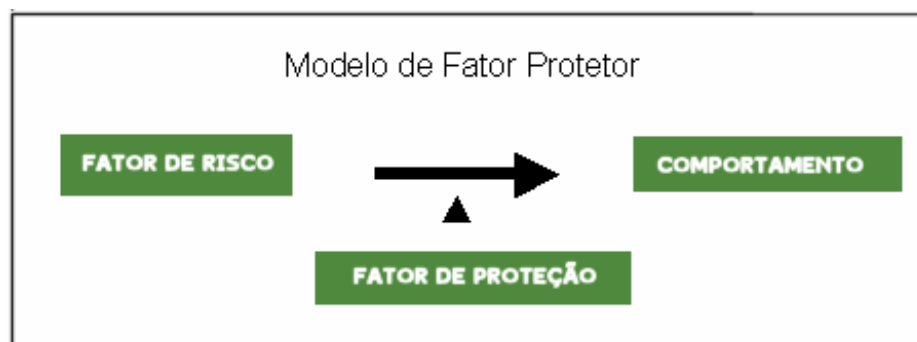 Modelo de Fator Protetor
FATOR DE RISCO
COMPORTAMENTO
FATOR DE PROTEÇÃO